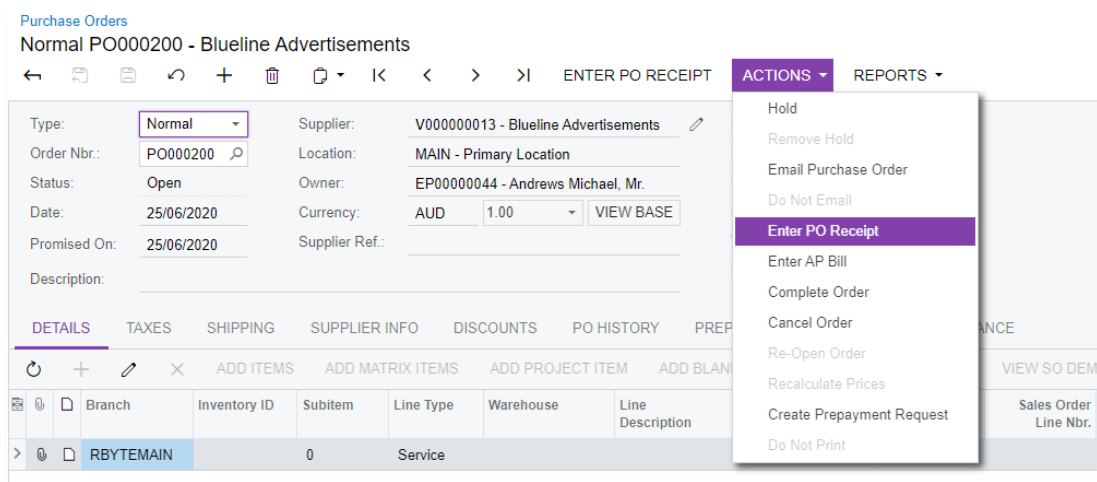 Purchase Orders
Normal PO000200 - Blueline Advertisements
ENTER PO RECEIPT ACTIONS REPORTS
Type: Normal Supplier: V000000013 - Blueline Advertisements
Order Nbr.: PO000200 Location: MAIN - Primary Location
Status: Open Owner: EP00000044 - Andrews Michael, Mr.
Date: 25/06/2020 Currency: AUD 1.00 VIEW BASE
Promised On: 25/06/2020 Supplier Ref.:
Description:
Hold
Remove Hold
Email Purchase Order
Do Not Email
Enter PO Receipt
Enter AP Bill
Complete Order
Cancel Order
Re-Open Order
Recalculate Prices
Create Prepayment Request
Do Not Print
DETAILS TAXES SHIPPING SUPPLIER INFO DISCOUNTS PO HISTORY PREP ANCE
ADD ITEMS ADD MATRIX ITEMS ADD PROJECT ITEM ADD BLAN VIEW SO DEM
Branch Inventory ID Subitem Line Type Warehouse Line Description Sales Order Line Nbr.
RBYTEMAIN 0 Service